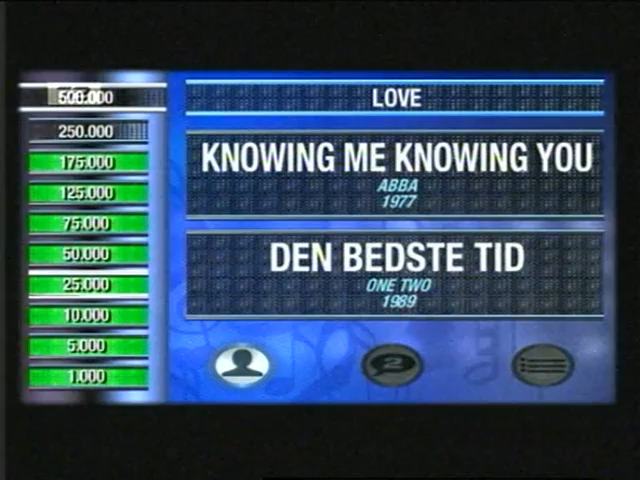 500.000
250.000
175.000
125.000
75.000
50.000
25.000
10.000
5.000
1.000
LOVE
KNOWING ME KNOWING YOU
ABBA
1977
DEN BEDSTE TID
ONE TWO
1989
2